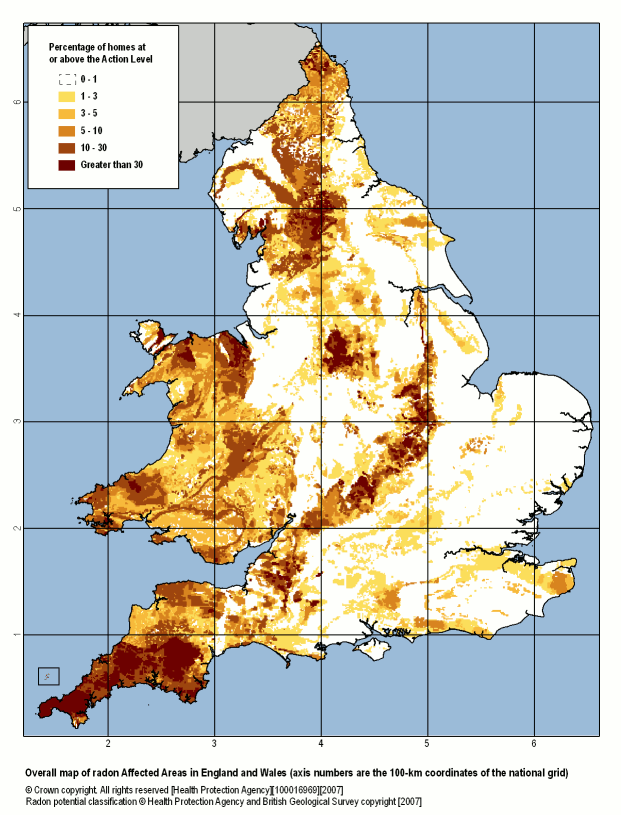 Percentage of homes at
or above the Action Level
0 - 1
1 - 3
3 - 5
5 - 10
10 - 30
Greater than 30
6
5
4
3
2
1
2 3 4 5 6
Overall map of radon Affected Areas in England and Wales (axis numbers are the 100-km coordinates of the national grid)
© Crown copyright. All rights reserved [Health Protection Agency][100016969][2007]
Radon potential classification © Health Protection Agency and British Geological Survey copyright [2007]